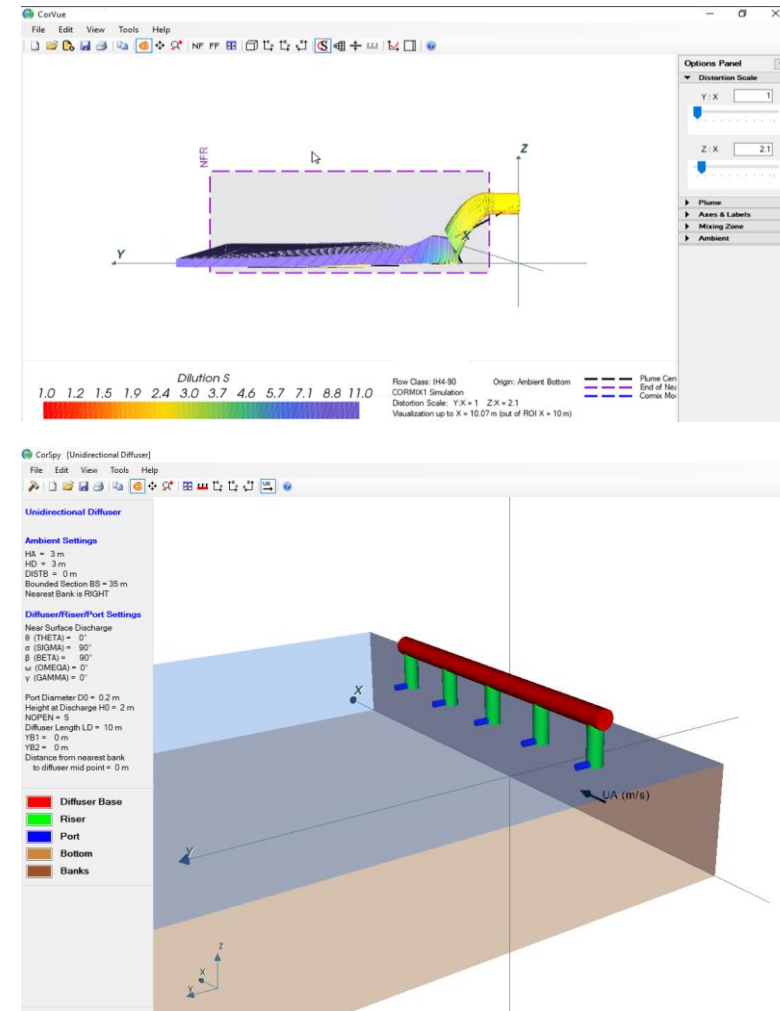 CorVue
File Edit View Tools Help
NF FF
NFR
Z
Y
X
Options Panel
Distortion Scale
Y : X 1
Z : X 2.1
Plume
Axes & Labels
Mixing Zone
Ambient
Dilution S
1.0 1.2 1.5 1.9 2.4 3.0 3.7 4.6 5.7 7.1 8.8 11.0
Flow Class: IH4-90 Origin: Ambient Bottom
CORMIX1 Simulation
Distortion Scale: Y:X = 1 Z:X = 2.1
Visualization up to X = 10.07 m (out of ROI X = 10 m)
Plume Cen
End of Nea
Cormix Mo
CorSpy [Unidirectional Diffuser]
File Edit View Tools Help
UA
Unidirectional Diffuser
Ambient Settings
HA = 3 m
HD = 3 m
DISTB = 0 m
Bounded Section BS = 35 m
Nearest Bank is RIGHT
Diffuser/Riser/Port Settings
Near Surface Discharge
θ (THETA) = 0°
σ (SIGMA) = 90°
β (BETA) = 90°
ω (OMEGA) = 0°
γ (GAMMA) = 0°
Port Diameter D0 = 0.2 m
Height at Discharge H0 = 2 m
NOPEN = 5
Diffuser Length LD = 10 m
YB1 = 0 m
YB2 = 0 m
Distance from nearest bank
to diffuser mid point = 0 m
Diffuser Base
Riser
Port
Bottom
Banks
X
UA (m/s)
Y
Z
X
Y